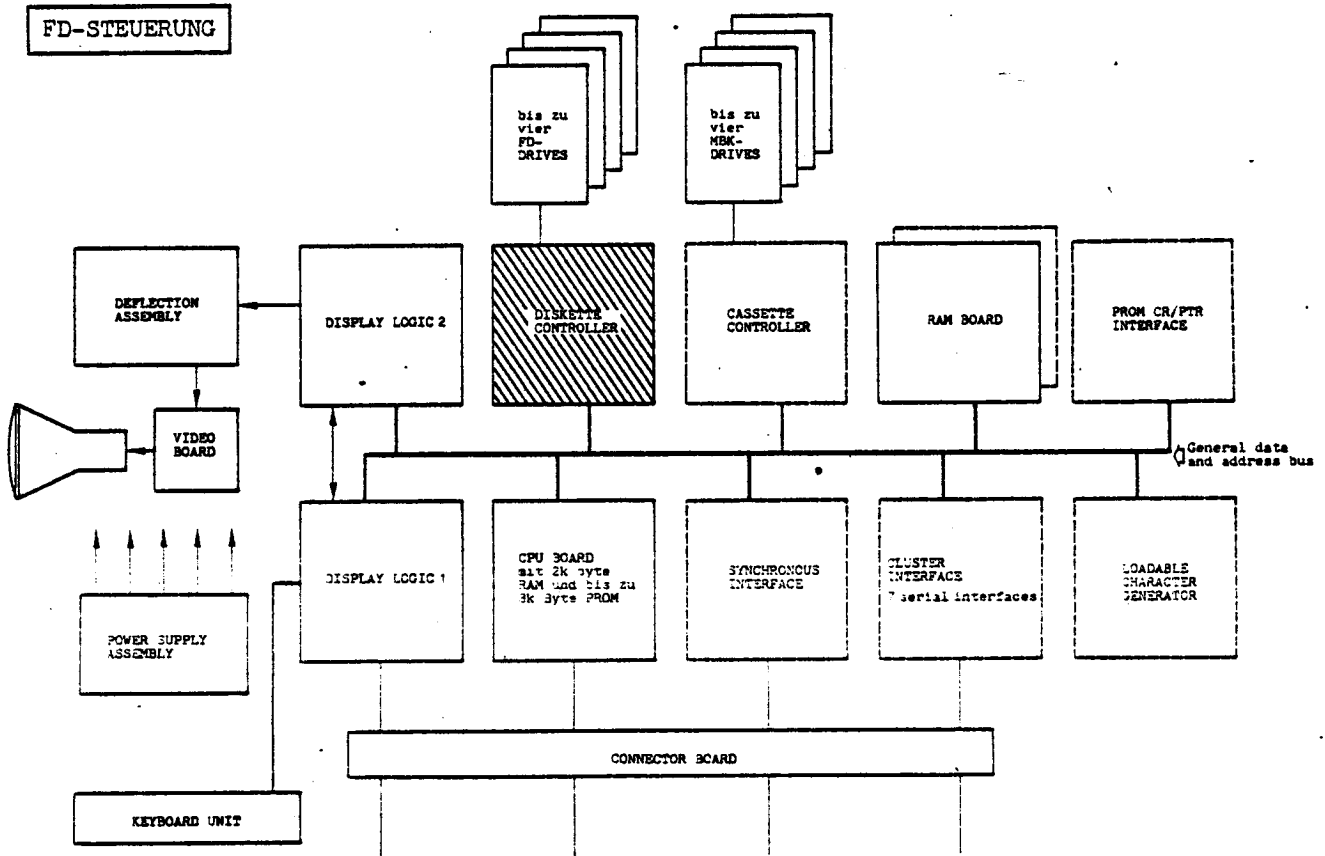 FD-STEUERUNG
bis zu
vier
FD-
DRIVES
bis zu
vier
MBK-
DRIVES
DEFLECTION
ASSEMBLY
DISPLAY LOGIC 2
DISKETTE
CONTROLLER
CASSETTE
CONTROLLER
RAM BOARD
PROM CR/PTR
INTERFACE
VIDEO
BOARD
General data
and address bus
DISPLAY LOGIC 1
CPU BOARD
mit 2k byte
RAM und bis zu
8k Byte PROM
SYNCHRONOUS
INTERFACE
CLUSTER
INTERFACE
7 serial interfaces
LOADABLE
CHARACTER
GENERATOR
POWER SUPPLY
ASSEMBLY
CONNECTOR BOARD
KEYBOARD UNIT